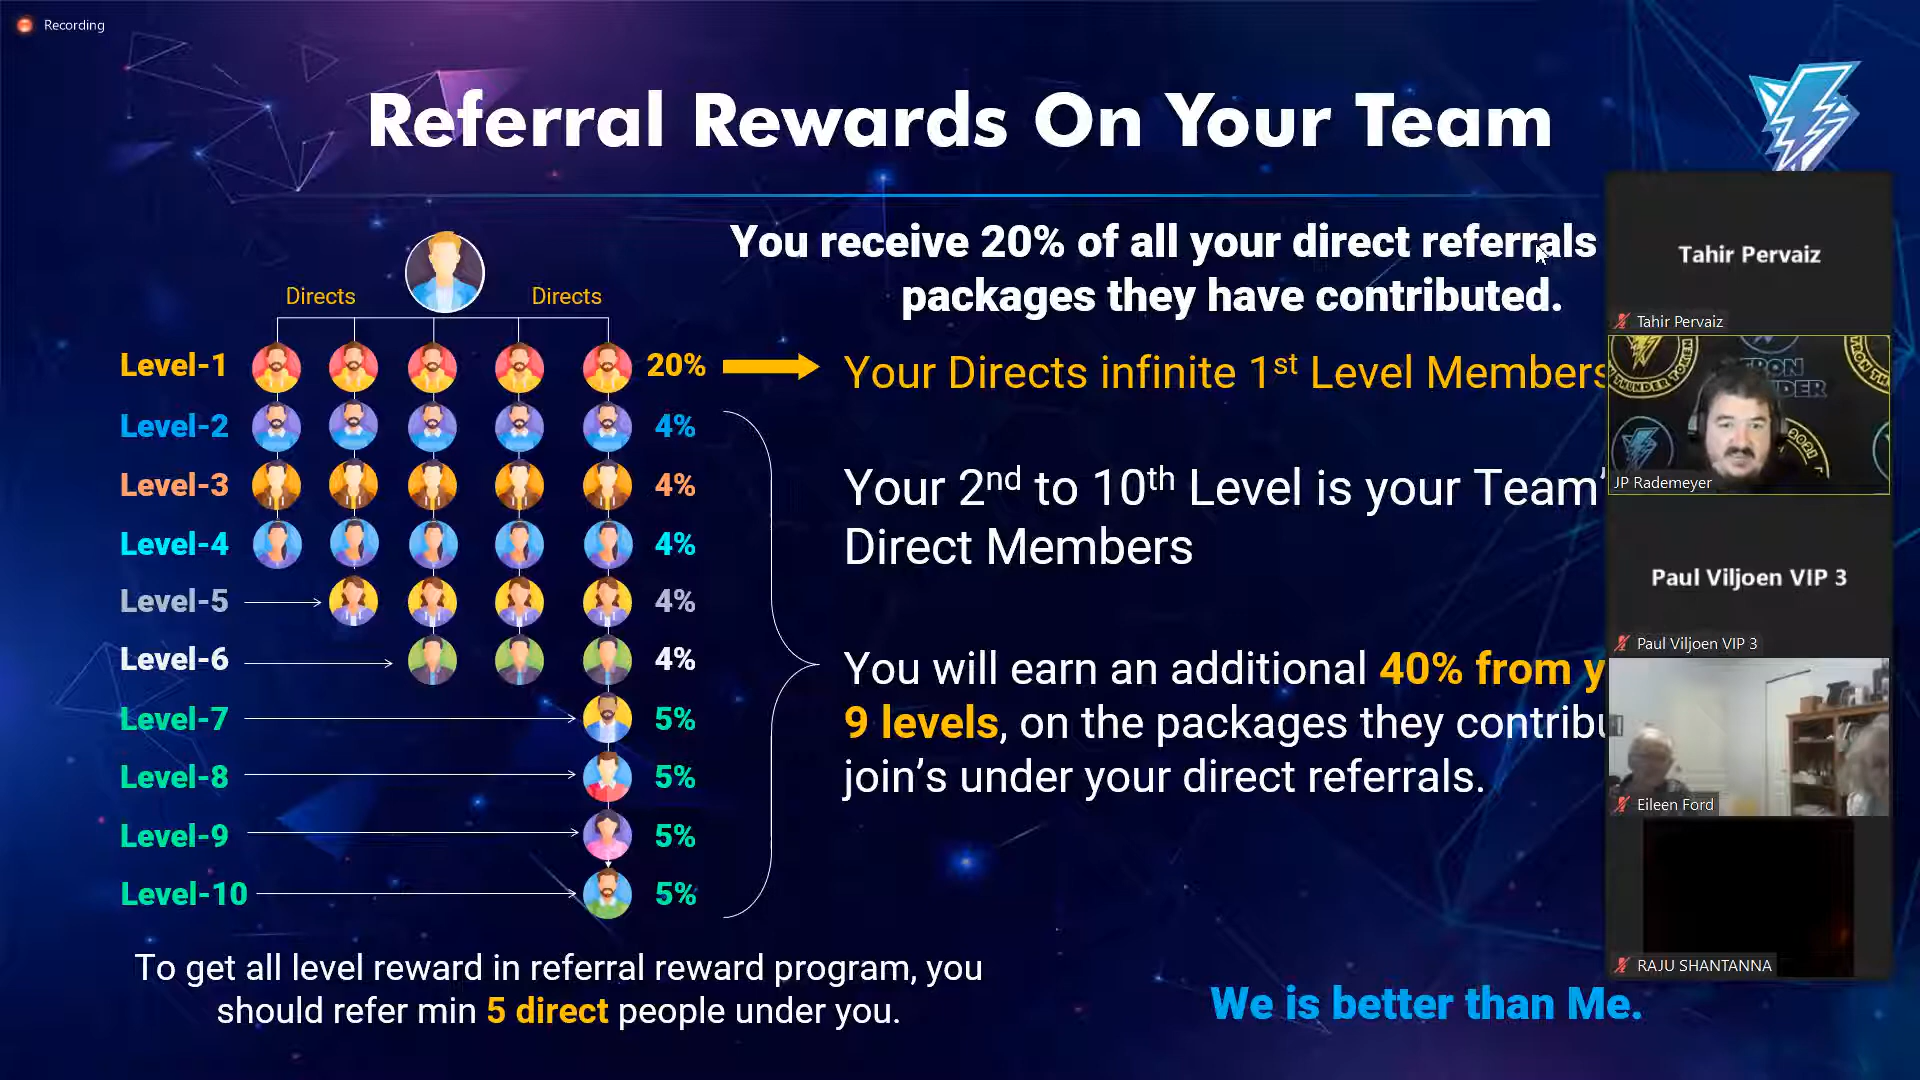 Recording
Referral Rewards On Your Team
You receive 20% of all your direct referrals
packages they have contributed.
Directs
Directs
Level-1 20% Your Directs infinite 1st Level Members
Level-2 4%
Level-3 4%
Your 2nd to 10th Level is your Team'
Direct Members
Level-4 4%
Level-5 4%
Level-6 4%
You will earn an additional 40% from y
9 levels, on the packages they contribu
join's under your direct referrals.
Level-7 5%
Level-8 5%
Level-9 5%
Level-10 5%
To get all level reward in referral reward program, you
should refer min 5 direct people under you.
We is better than Me.
Tahir Pervaiz
Tahir Pervaiz
TRON THUNDER TOKEN
TRON
THUNDER
2021
JP Rademeyer
Paul Viljoen VIP 3
Paul Viljoen VIP 3
Eileen Ford
RAJU SHANTANNA